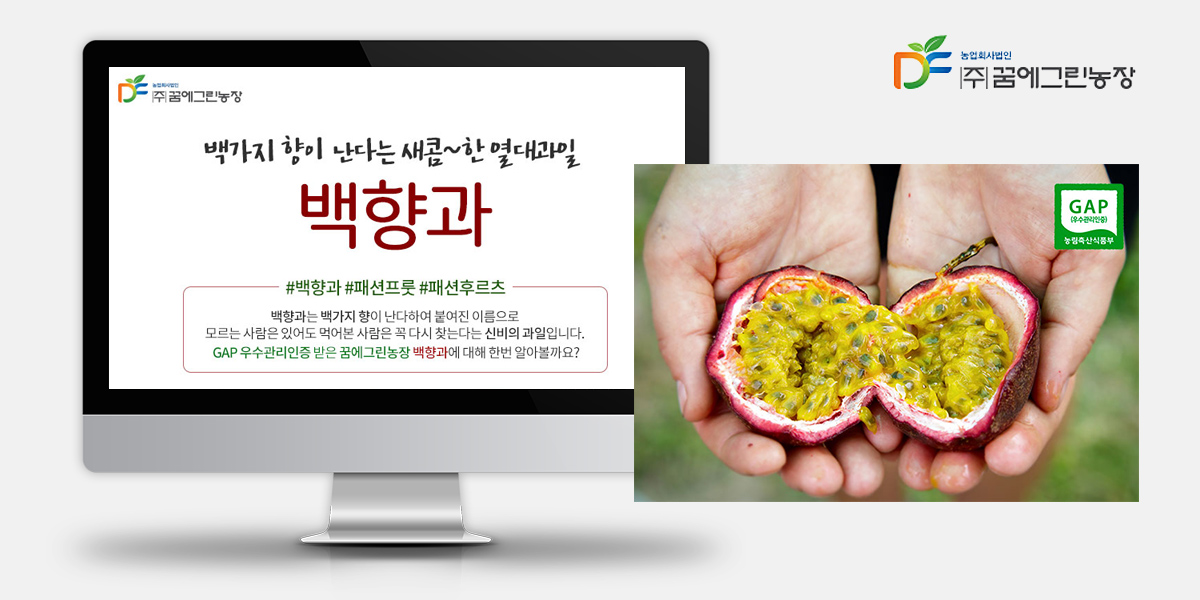 농업회사법인
(주)꿈에그린농장
백가지 향이 난다는 새콤~한 열대과일
백향과
#백향과 #패션프룻 #패션후르츠
백향과는 백가지 향이 난다하여 붙여진 이름으로
모르는 사람은 있어도 먹어본 사람은 꼭 다시 찾는다는 신비의 과일입니다.
GAP 우수관리인증 받은 꿈에그린농장 백향과에 대해 한번 알아볼까요?
농업회사법인
(주)꿈에그린농장
GAP
(우수관리인증)
농림축산식품부